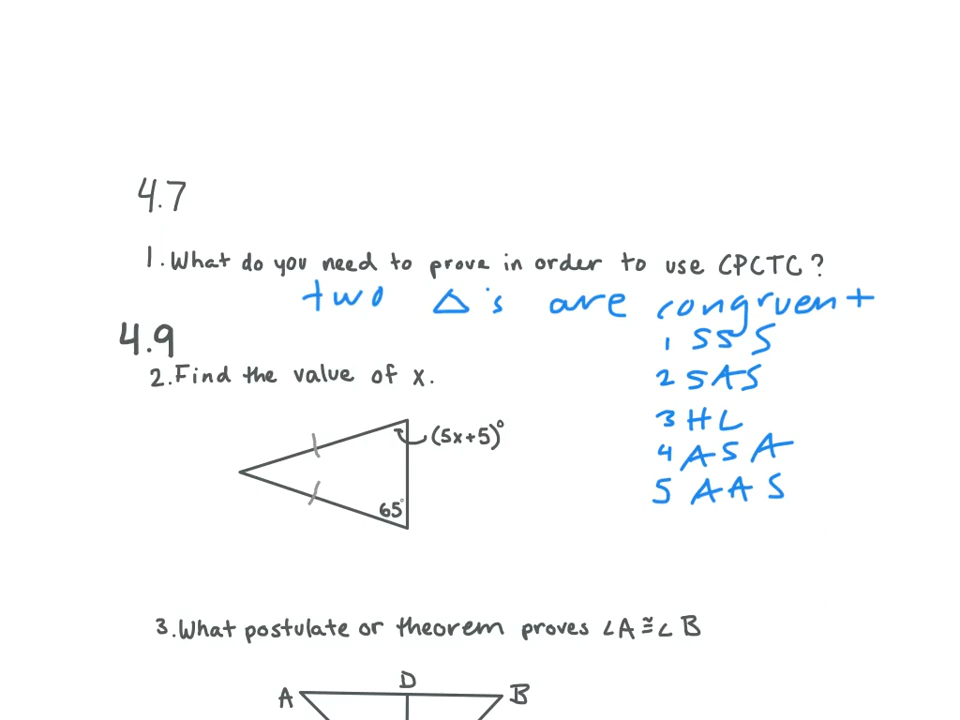 4.7
1. What do you need to prove in order to use CPCTC?
two △'s are congruent
1 SSS
4.9
2. Find the value of x.
2 SAS
3 HL
(5x+5)°
4 ASA
65°
5 AAS
3. What postulate or theorem proves ∠A ≅ ∠B
D
A B